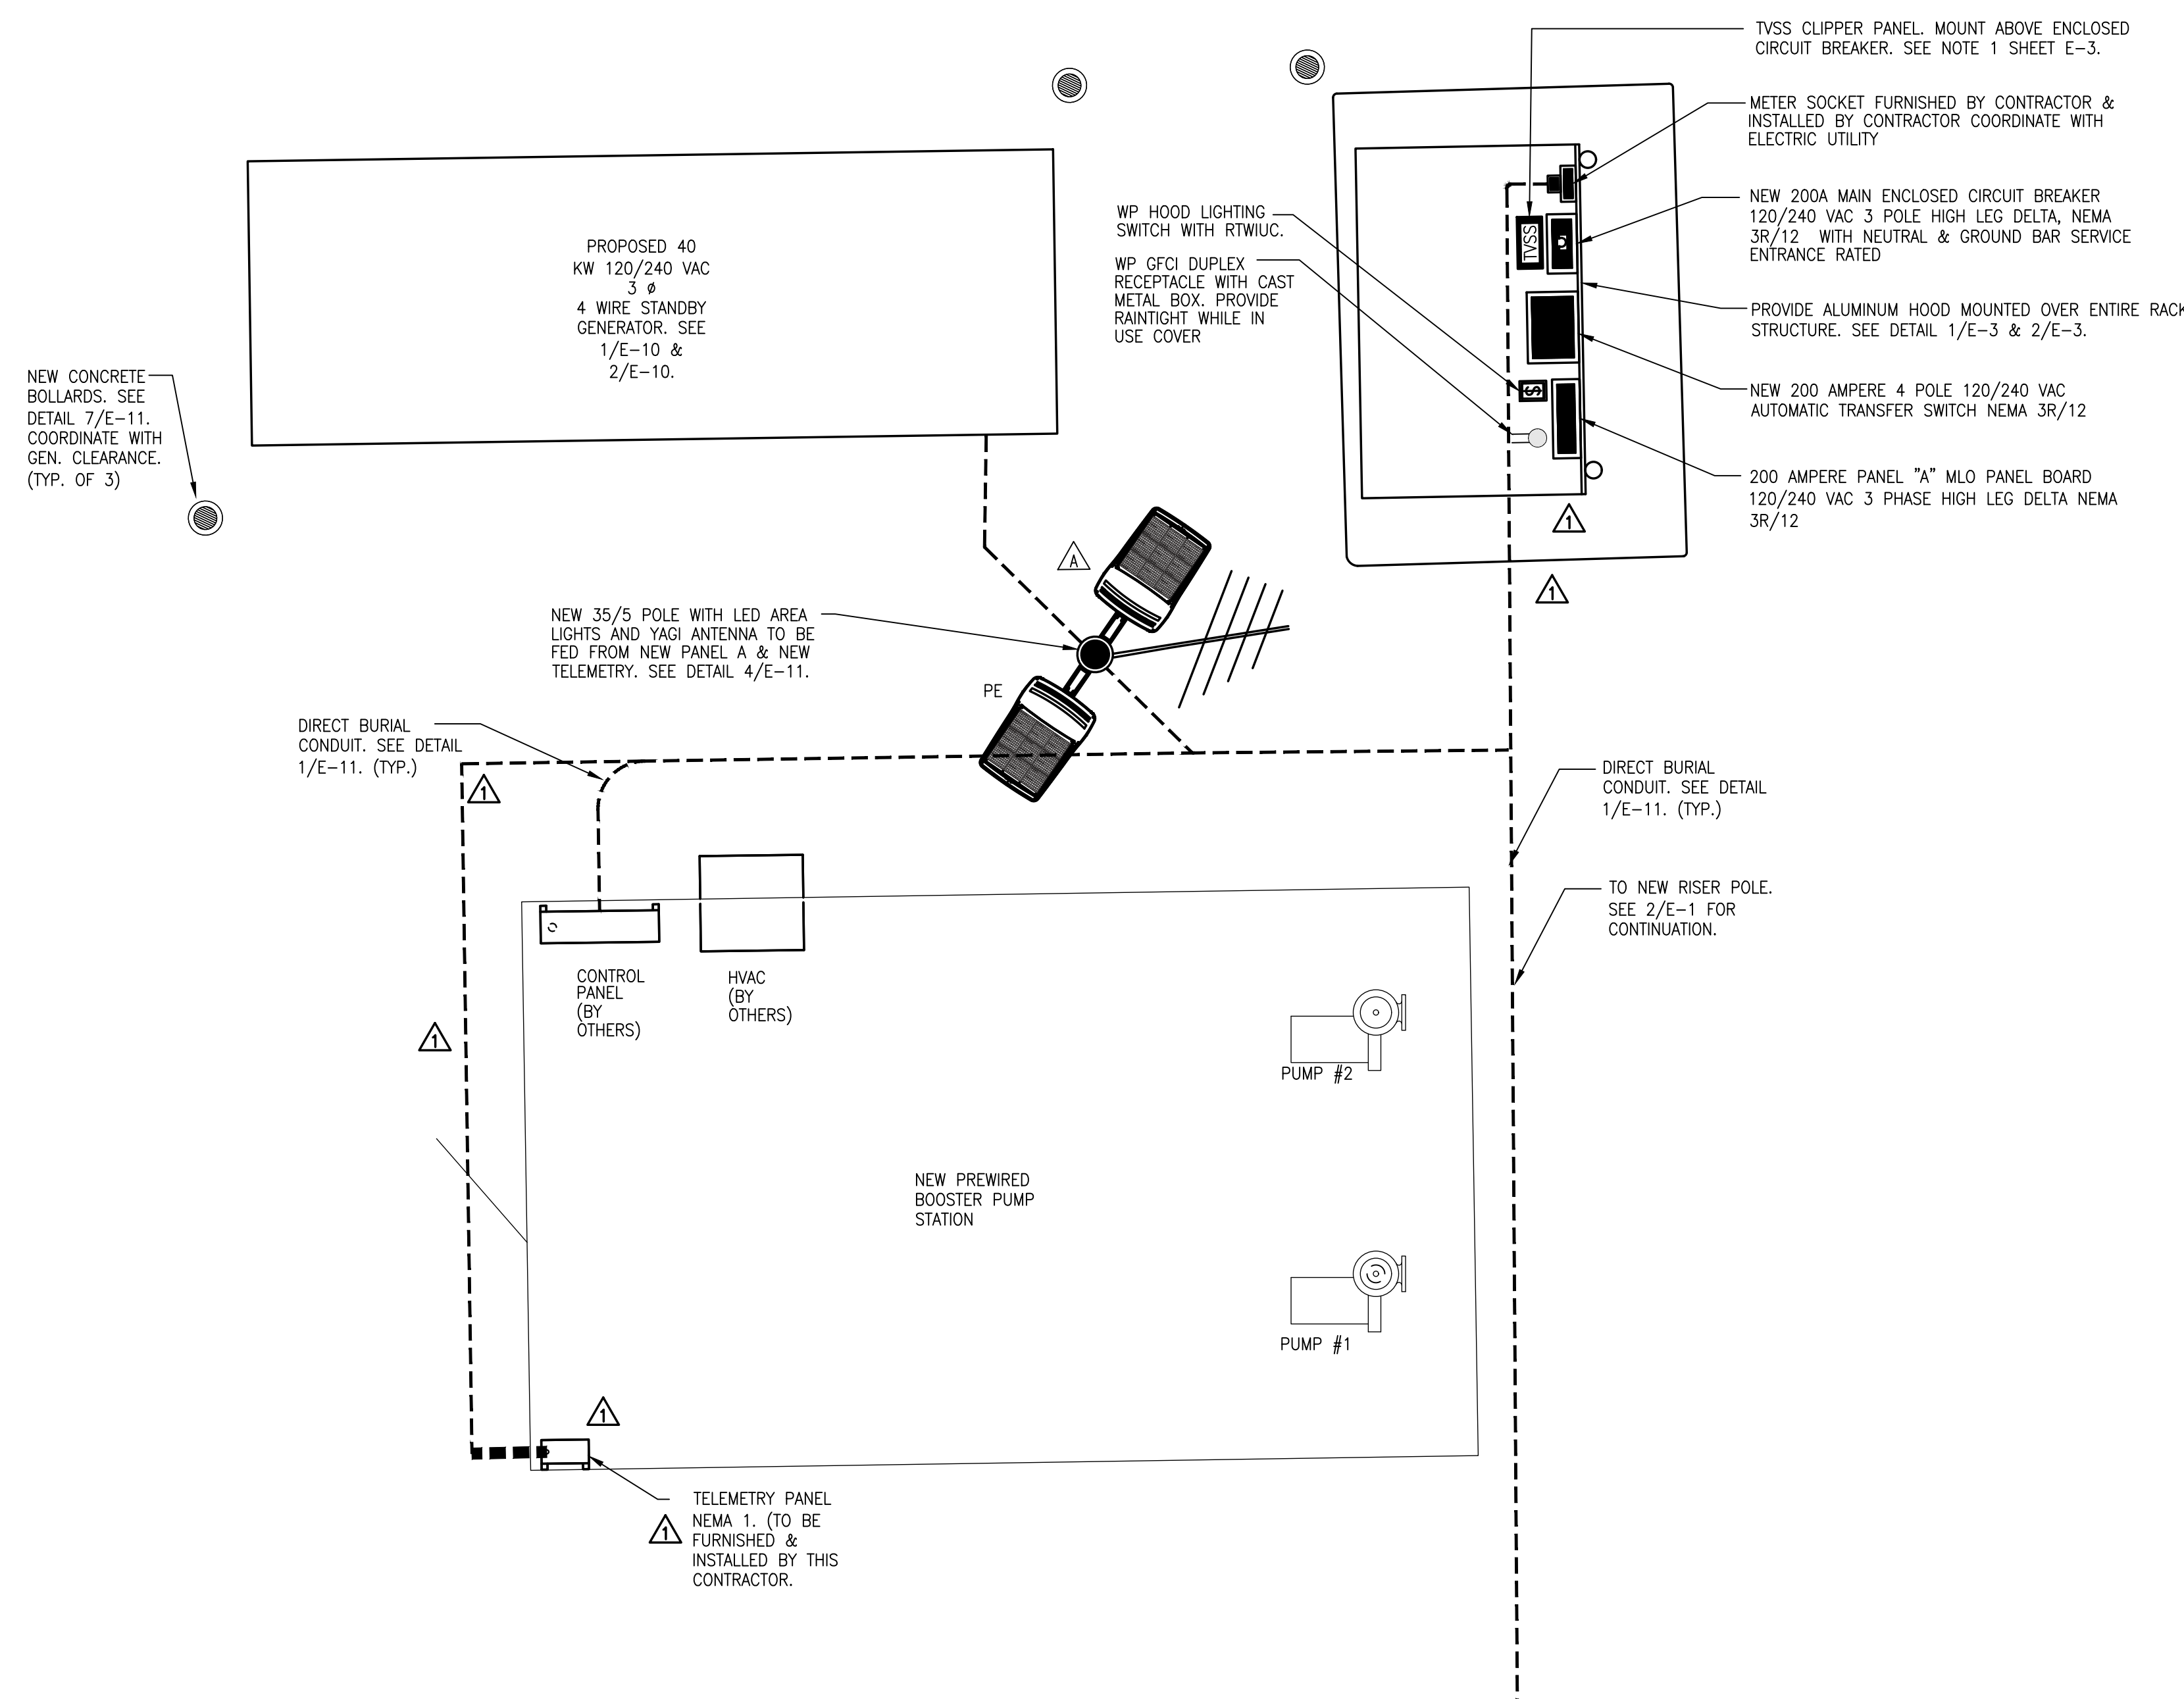 TVSS CLIPPER PANEL. MOUNT ABOVE ENCLOSED
CIRCUIT BREAKER. SEE NOTE 1 SHEET E-3.
METER SOCKET FURNISHED BY CONTRACTOR &
INSTALLED BY CONTRACTOR COORDINATE WITH
ELECTRIC UTILITY
NEW 200A MAIN ENCLOSED CIRCUIT BREAKER
120/240 VAC 3 POLE HIGH LEG DELTA, NEMA
3R/12 WITH NEUTRAL & GROUND BAR SERVICE
ENTRANCE RATED
PROVIDE ALUMINUM HOOD MOUNTED OVER ENTIRE RACK
STRUCTURE. SEE DETAIL 1/E-3 & 2/E-3.
NEW 200 AMPERE 4 POLE 120/240 VAC
AUTOMATIC TRANSFER SWITCH NEMA 3R/12
200 AMPERE PANEL "A" MLO PANEL BOARD
120/240 VAC 3 PHASE HIGH LEG DELTA NEMA
3R/12
WP HOOD LIGHTING
SWITCH WITH RTWIUC.
WP GFCI DUPLEX
RECEPTACLE WITH CAST
METAL BOX. PROVIDE
RAINTIGHT WHILE IN
USE COVER
TVSS
$
1
1
PROPOSED 40
KW 120/240 VAC
3 ø
4 WIRE STANDBY
GENERATOR. SEE
1/E-10 &
2/E-10.
NEW CONCRETE
BOLLARDS. SEE
DETAIL 7/E-11.
COORDINATE WITH
GEN. CLEARANCE.
(TYP. OF 3)
A
NEW 35/5 POLE WITH LED AREA
LIGHTS AND YAGI ANTENNA TO BE
FED FROM NEW PANEL A & NEW
TELEMETRY. SEE DETAIL 4/E-11.
PE
DIRECT BURIAL
CONDUIT. SEE DETAIL
1/E-11. (TYP.)
1
DIRECT BURIAL
CONDUIT. SEE DETAIL
1/E-11. (TYP.)
TO NEW RISER POLE.
SEE 2/E-1 FOR
CONTINUATION.
CONTROL
PANEL
(BY
OTHERS)
HVAC
(BY
OTHERS)
1
PUMP #2
NEW PREWIRED
BOOSTER PUMP
STATION
PUMP #1
1
TELEMETRY PANEL
1
NEMA 1. (TO BE
FURNISHED &
INSTALLED BY THIS
CONTRACTOR.